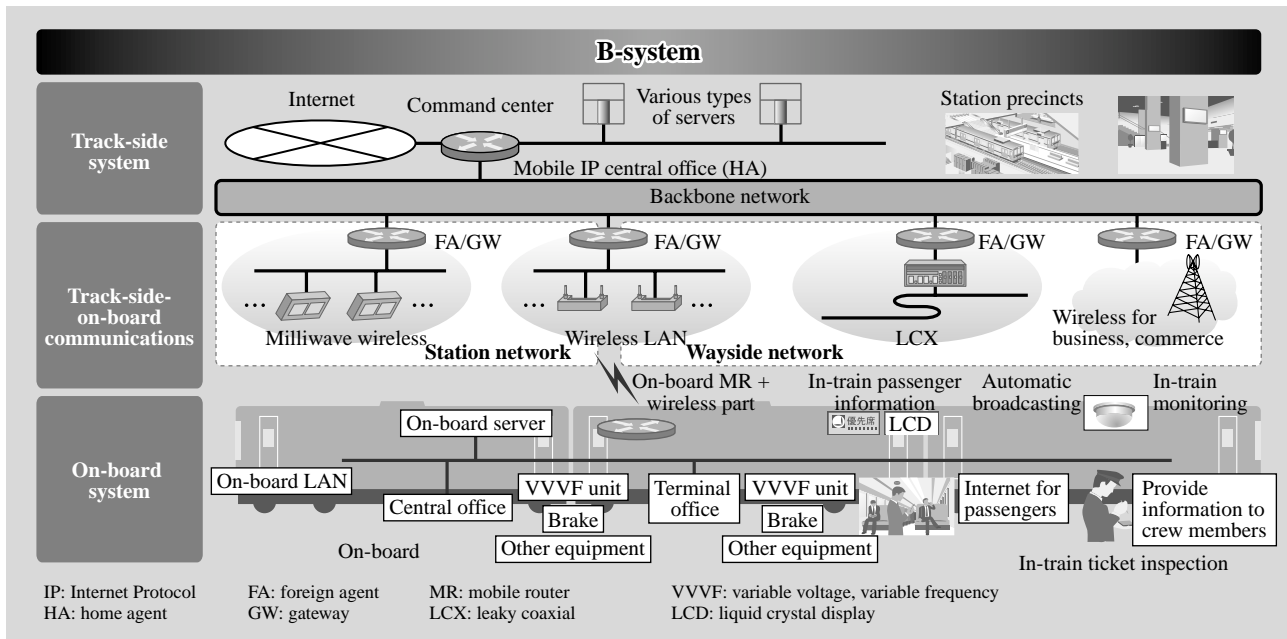 B-system
Track-side
system
Internet
Command center
Various types
of servers
Station precincts
Mobile IP central office (HA)
Backbone network
Track-side-
on-board
communications
FA/GW
FA/GW
FA/GW
FA/GW
...
...
...
...
Milliwave wireless
Wireless LAN
LCX
Wireless for
business, commerce
Station network
Wayside network
On-board
system
On-board MR +
wireless part
In-train passenger
information
Automatic
broadcasting
In-train
monitoring
On-board server
優先席
LCD
On-board LAN
Central office
VVVF unit
Brake
Other equipment
Terminal
office
VVVF unit
Brake
Other equipment
Internet for
passengers
Provide
information to
crew members
On-board
In-train ticket inspection
IP: Internet Protocol
FA: foreign agent
MR: mobile router
VVVF: variable voltage, variable frequency
HA: home agent
GW: gateway
LCX: leaky coaxial
LCD: liquid crystal display